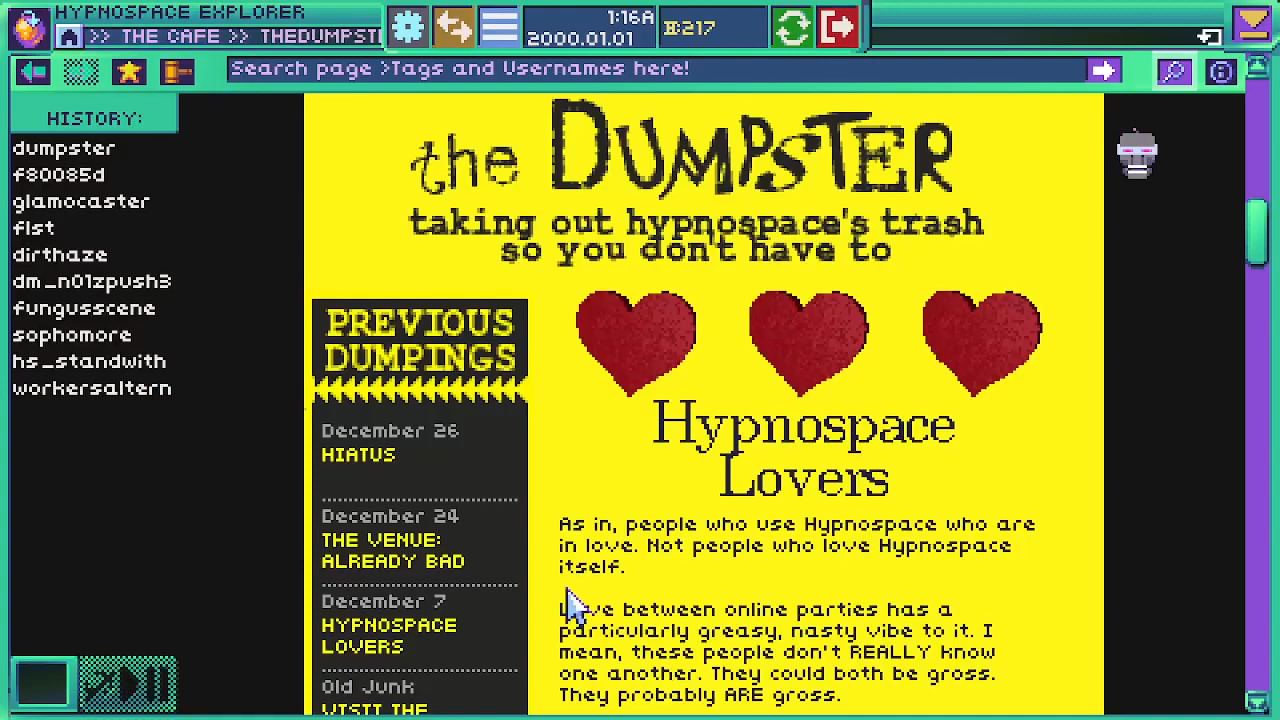 HYPNOSPACE EXPLORER
>> THE CAFE >> THEDUMPST
1:16A
2000.01.01
217
Search page >Tags and Usernames here!
HISTORY:
dumpster
f80085d
glamocaster
flst
dirthaze
dm_n01zpush3
fungusscene
sophomore
hs_standwith
workersaltern
the DUMPSTER
taking out hypnospace's trash
so you don't have to
PREVIOUS
DUMPINGS
December 26
HIATUS
December 24
THE VENUE:
ALREADY BAD
December 7
HYPNOSPACE
LOVERS
Old Junk
VISIT THE
Hypnospace
Lovers
As in, people who use Hypnospace who are
in love. Not people who love Hypnospace
itself.
Love between online parties has a
particularly greasy, nasty vibe to it. I
mean, these people don't REALLY know
one another. They could both be gross.
They probably ARE gross.